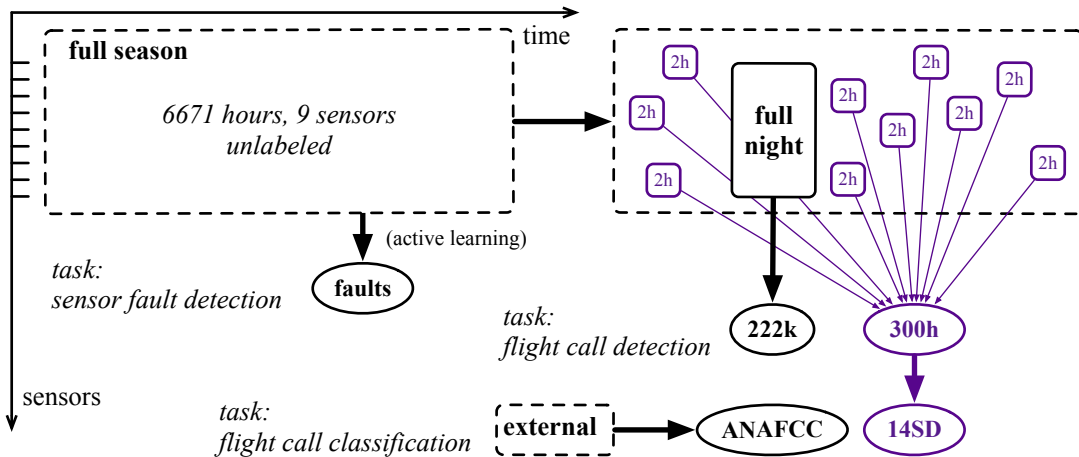 time
full season
6671 hours, 9 sensors
unlabeled
2h
2h
2h
2h
2h
2h
2h
2h
2h
2h
full
night
(active learning)
task:
sensor fault detection
faults
task:
flight call detection
222k
300h
sensors
task:
flight call classification
external
ANAFCC
14SD